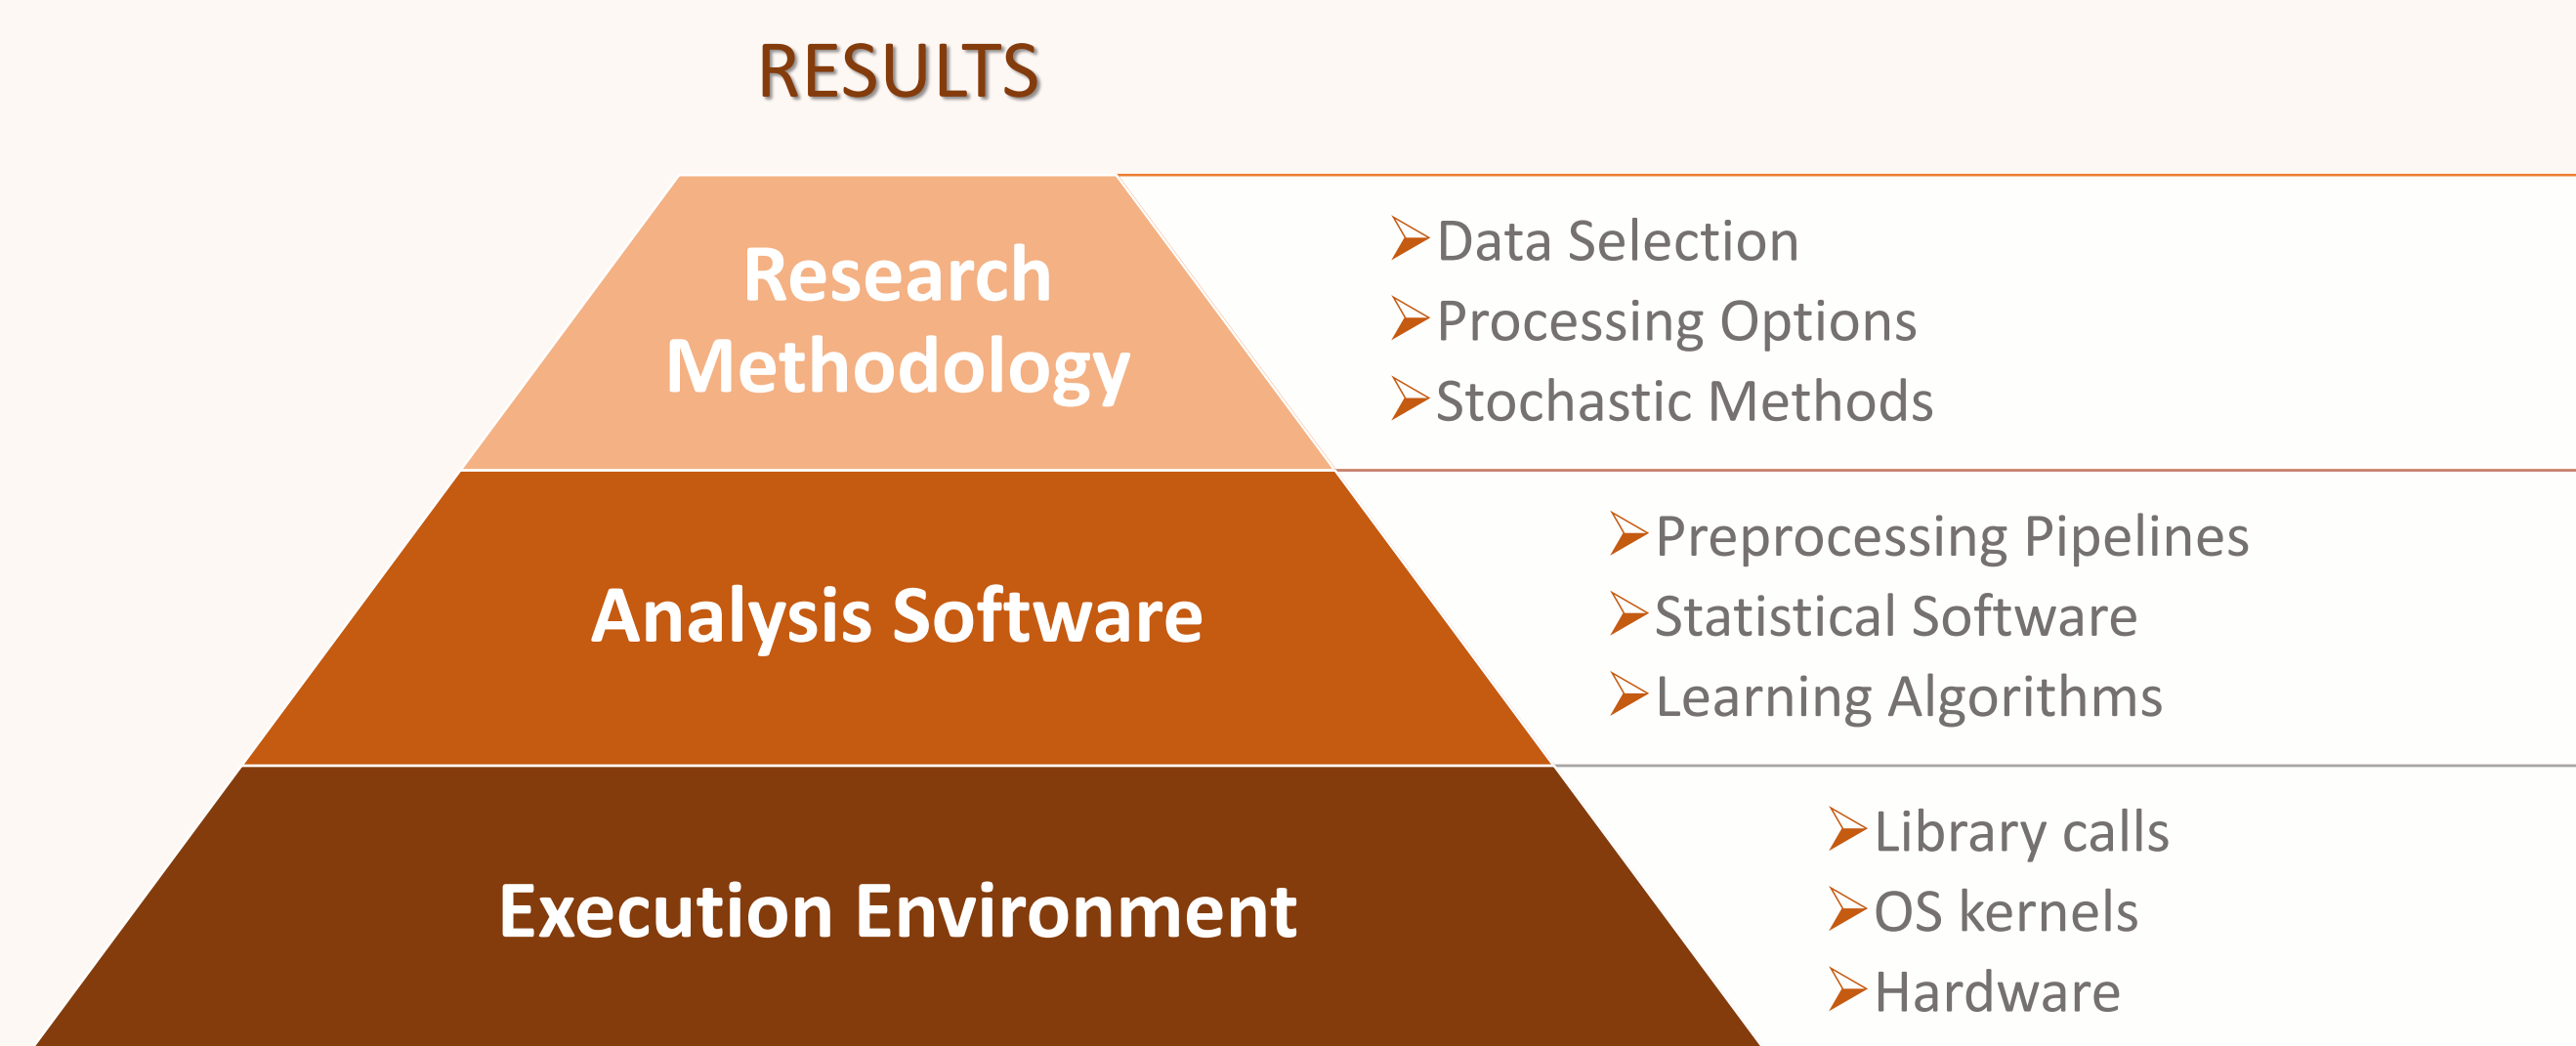 RESULTS
Research
Methodology
Data Selection
Processing Options
Stochastic Methods
Analysis Software
Preprocessing Pipelines
Statistical Software
Learning Algorithms
Execution Environment
Library calls
OS kernels
Hardware